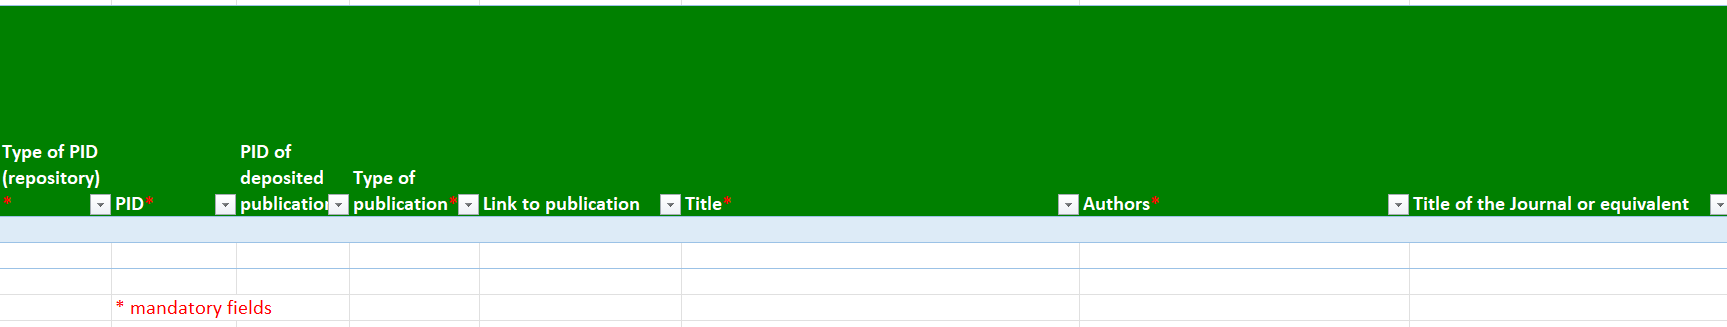 Type of PID
(repository)
*
PID*
PID of
deposited
publication
Type of
publication*
Link to publication
Title*
Authors*
Title of the Journal or equivalent
* mandatory fields